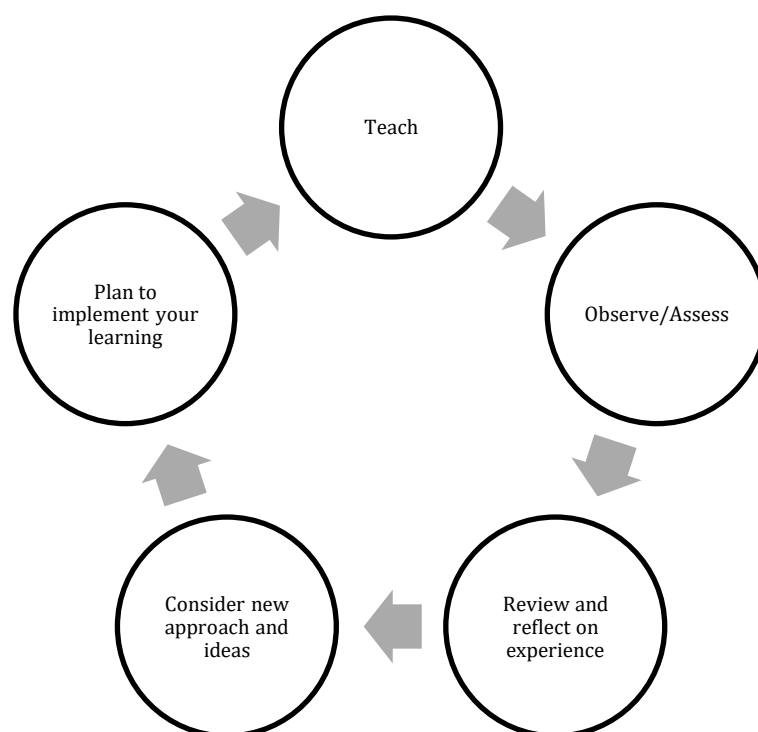 Teach
Observe/Assess
Review and
reflect on
experience
Consider new
approach and
ideas
Plan to
implement your
learning